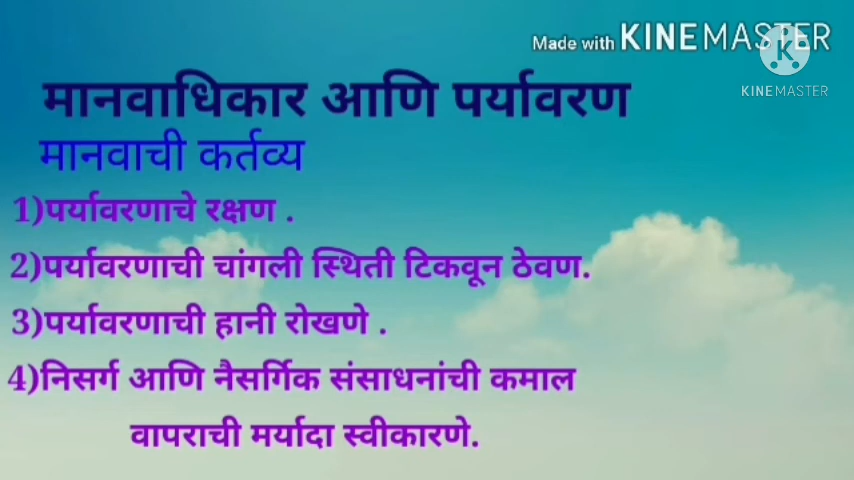 Made with KINEMASTER
KINEMASTER
मानवाधिकार आणि पर्यावरण
मानवाची कर्तव्य
1)पर्यावरणाचे रक्षण .
2)पर्यावरणाची चांगली स्थिती टिकवून ठेवण.
3)पर्यावरणाची हानी रोखणे .
4)निसर्ग आणि नैसर्गिक संसाधनांची कमाल
वापराची मर्यादा स्वीकारणे.